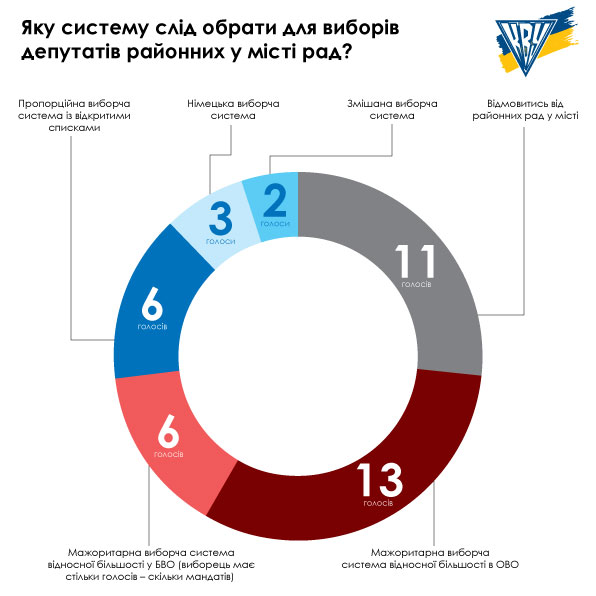 Яку систему слід обрати для виборів
депутатів районних у місті рад?
КВУ
Пропорційна виборча
система із відкритими
списками
Німецька виборча
система
Змішана виборча
система
Відмовитись від
районних рад у місті
2
голоси
3
голоси
11
голосів
6
голосів
6
голосів
13
голосів
Мажоритарна виборча система
відносної більшості у БВО (виборець має
стільки голосів – скільки мандатів)
Мажоритарна виборча
система відносної більшості в ОВО